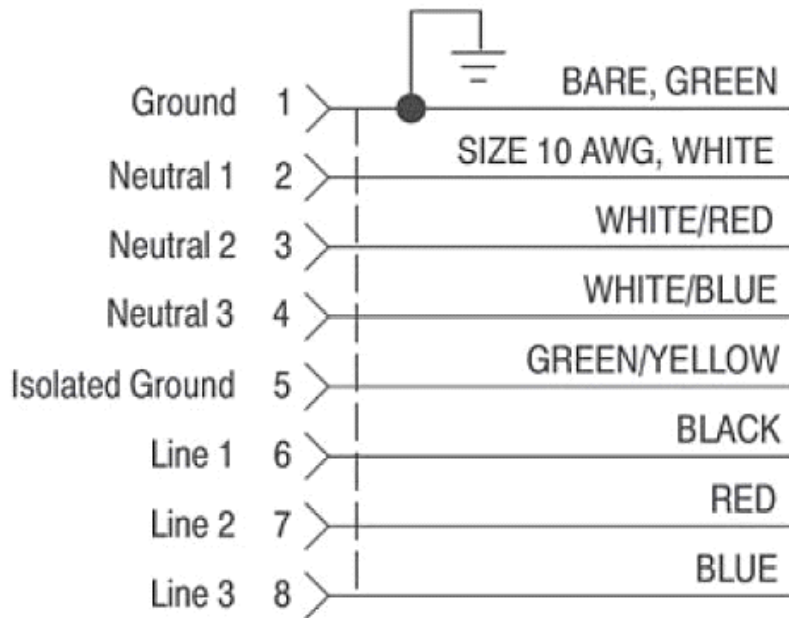 Ground 1 BARE, GREEN
Neutral 1 2 SIZE 10 AWG, WHITE
Neutral 2 3 WHITE/RED
Neutral 3 4 WHITE/BLUE
Isolated Ground 5 GREEN/YELLOW
Line 1 6 BLACK
Line 2 7 RED
Line 3 8 BLUE